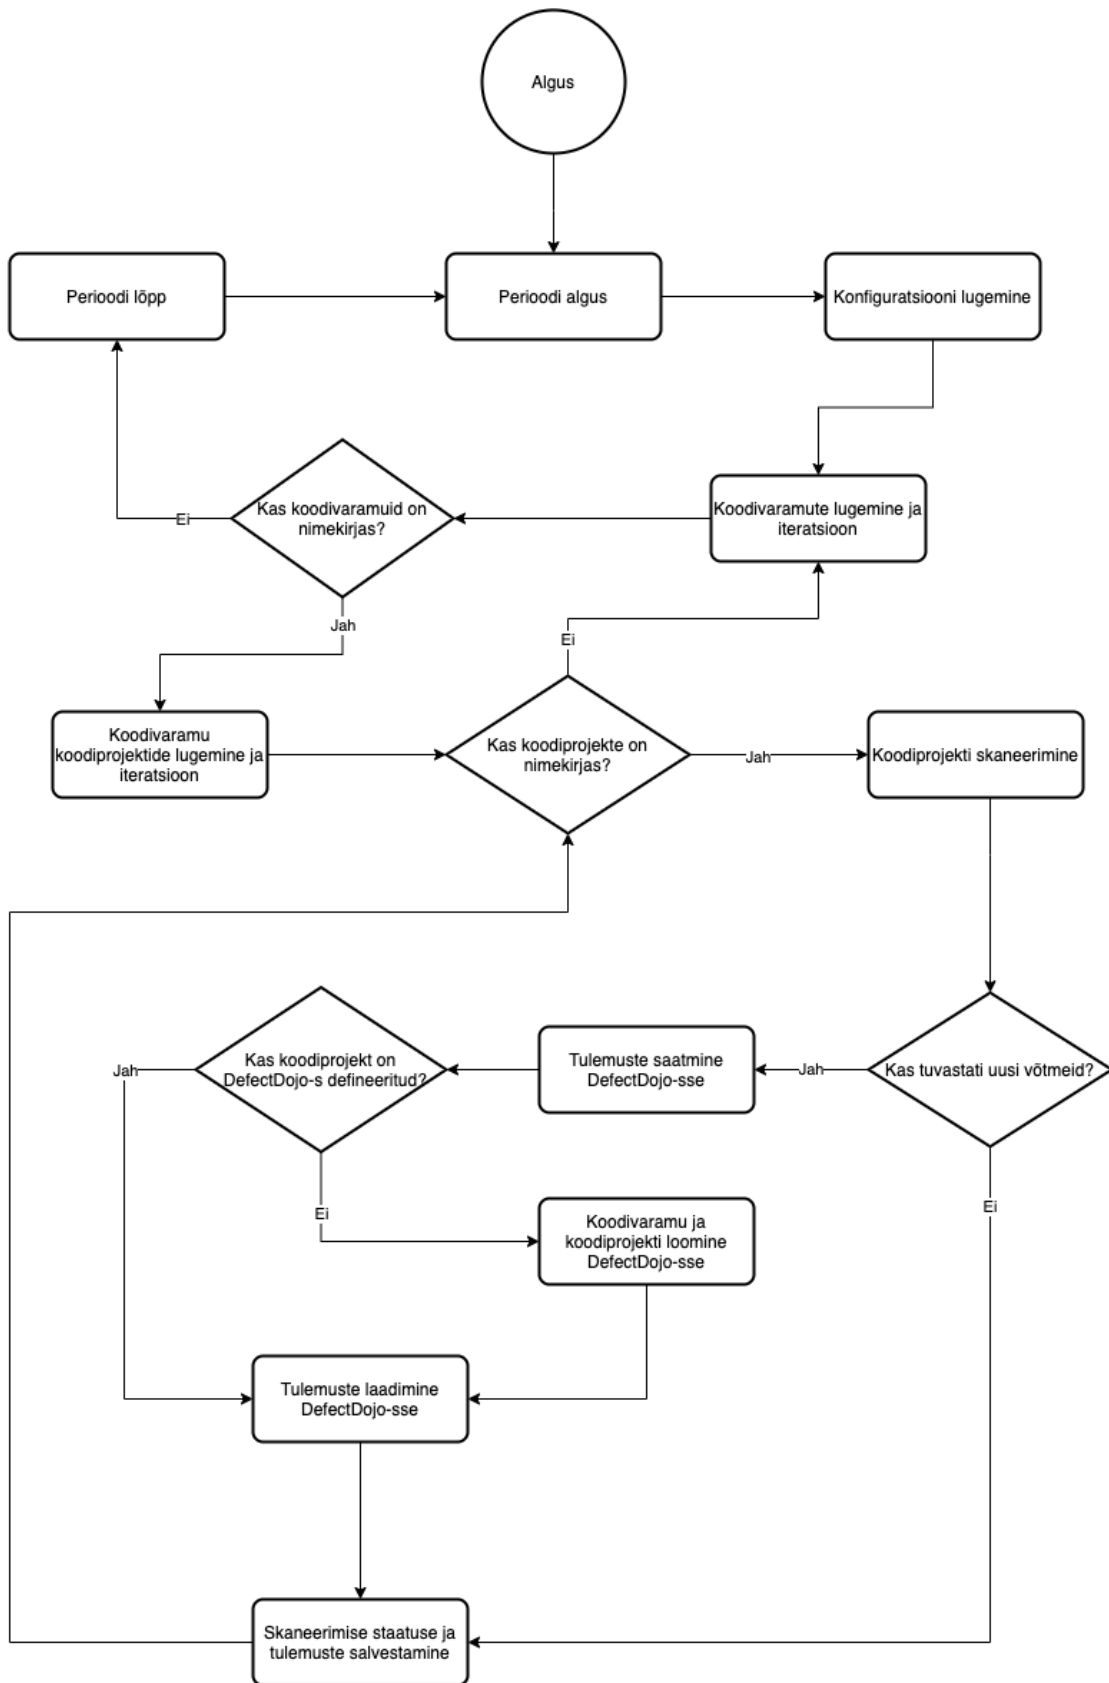 Algus
Perioodi lõpp
Perioodi algus
Konfiguratsiooni lugemine
Kas koodivaramuid on
nimekirjas?
Koodivaramute lugemine ja
iteratsioon
Ei
Jah
Ei
Koodivaramu
koodiprojektide lugemine ja
iteratsioon
Kas koodiprojekte on
nimekirjas?
Jah
Koodiprojekti skaneerimine
Kas koodiprojekt on
DefectDojo-s defineeritud?
Jah
Tulemuste saatmine
DefectDojo-sse
Jah
Kas tuvastati uusi võtmeid?
Ei
Ei
Koodivaramu ja
koodiprojekti loomine
DefectDojo-sse
Tulemuste laadimine
DefectDojo-sse
Skaneerimise staatuse ja
tulemuste salvestamine